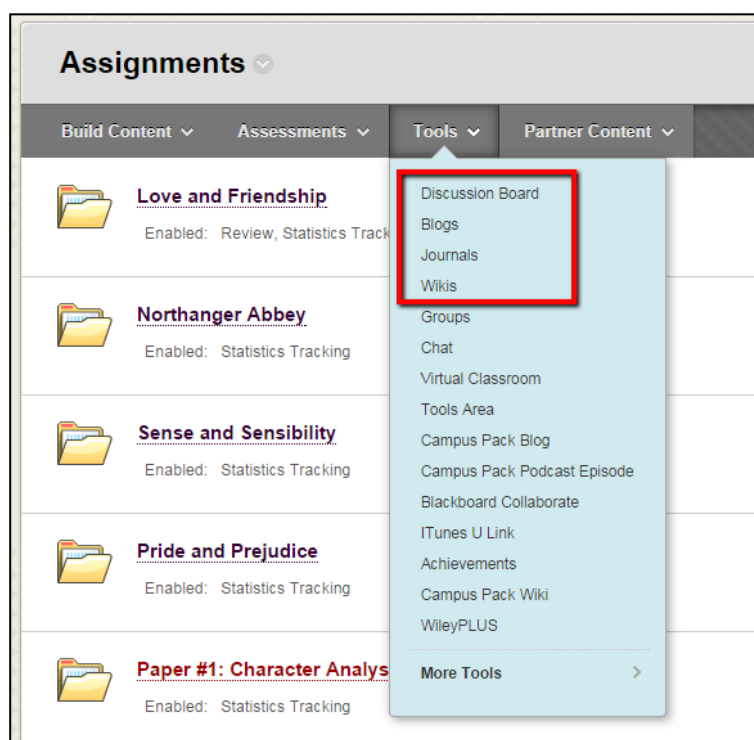 Assignments
Build Content Assessments Tools Partner Content
Love and Friendship
Enabled: Review, Statistics Track
Northanger Abbey
Enabled: Statistics Tracking
Sense and Sensibility
Enabled: Statistics Tracking
Pride and Prejudice
Enabled: Statistics Tracking
Paper #1: Character Analys
Enabled: Statistics Tracking
Discussion Board
Blogs
Journals
Wikis
Groups
Chat
Virtual Classroom
Tools Area
Campus Pack Blog
Campus Pack Podcast Episode
Blackboard Collaborate
ITunes U Link
Achievements
Campus Pack Wiki
WileyPLUS
More Tools